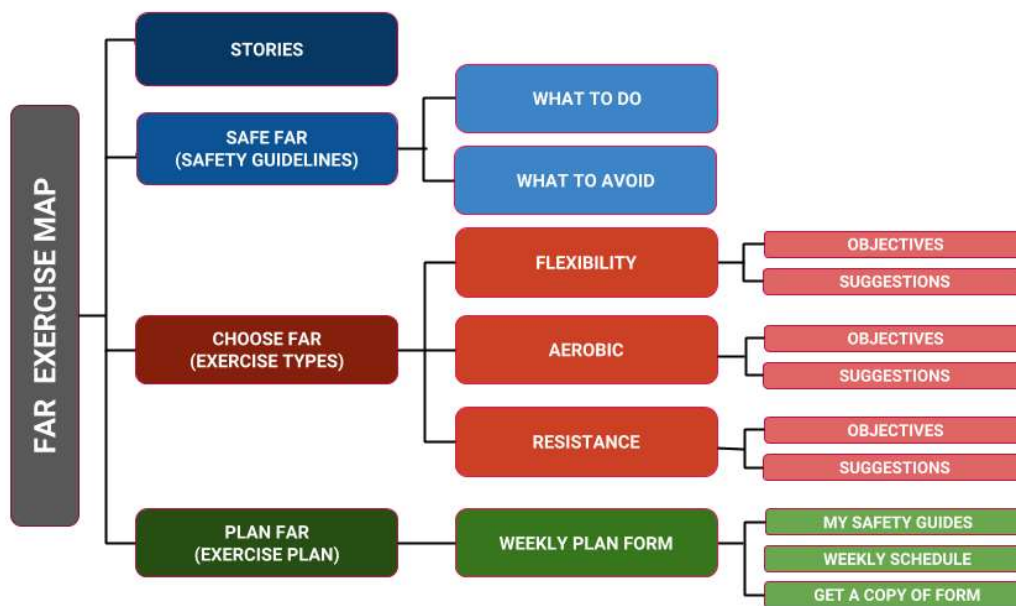 FAR EXERCISE MAP
STORIES
SAFE FAR
(SAFETY GUIDELINES)
WHAT TO DO
WHAT TO AVOID
CHOOSE FAR
(EXERCISE TYPES)
FLEXIBILITY
OBJECTIVES
SUGGESTIONS
AEROBIC
OBJECTIVES
SUGGESTIONS
RESISTANCE
OBJECTIVES
SUGGESTIONS
PLAN FAR
(EXERCISE PLAN)
WEEKLY PLAN FORM
MY SAFETY GUIDES
WEEKLY SCHEDULE
GET A COPY OF FORM